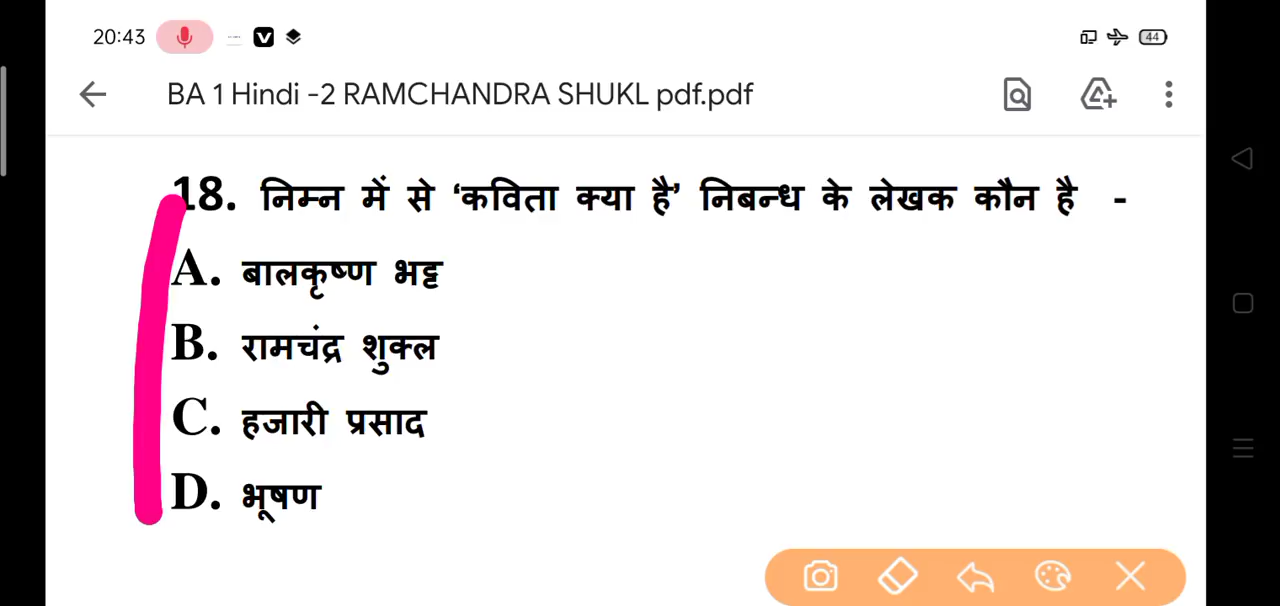 20:43 44
BA 1 Hindi -2 RAMCHANDRA SHUKL pdf.pdf
18. निम्न में से ‘कविता क्या है’ निबन्ध के लेखक कौन है -
A. बालकृष्ण भट्ट
B. रामचंद्र शुक्ल
C. हजारी प्रसाद
D. भूषण